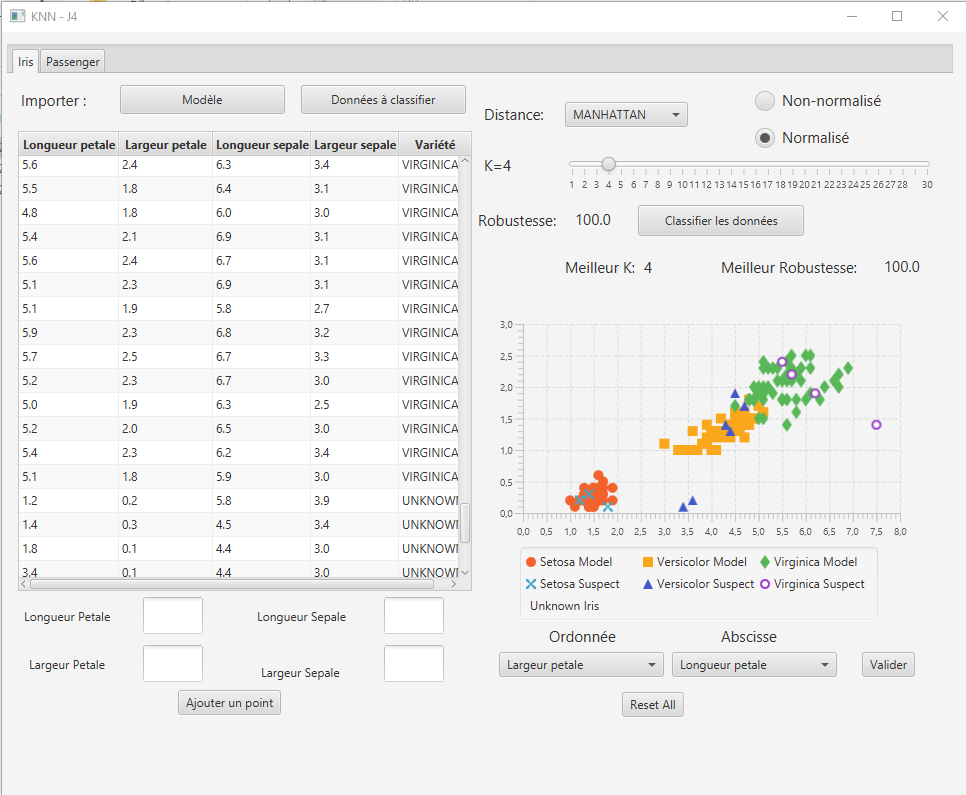 KNN - J4
Iris Passenger
Importer : Modèle Données à classifier
Longueur petale Largeur petale Longueur sepale Largeur sepale Variété
5.6 2.4 6.3 3.4 VIRGINICA
5.5 1.8 6.4 3.1 VIRGINICA
4.8 1.8 6.0 3.0 VIRGINICA
5.4 2.1 6.9 3.1 VIRGINICA
5.6 2.4 6.7 3.1 VIRGINICA
5.1 2.3 6.9 3.1 VIRGINICA
5.1 1.9 5.8 2.7 VIRGINICA
5.9 2.3 6.8 3.2 VIRGINICA
5.7 2.5 6.7 3.3 VIRGINICA
5.2 2.3 6.7 3.0 VIRGINICA
5.0 1.9 6.3 2.5 VIRGINICA
5.2 2.0 6.5 3.0 VIRGINICA
5.4 2.3 6.2 3.4 VIRGINICA
5.1 1.8 5.9 3.0 VIRGINICA
1.2 0.2 5.8 3.9 UNKNOWN
1.4 0.3 4.5 3.4 UNKNOWN
1.8 0.1 4.4 3.0 UNKNOWN
3.4 0.1 4.4 3.0 UNKNOWN
Longueur Petale Longueur Sepale
Largeur Petale Largeur Sepale
Ajouter un point
Distance: MANHATTAN
Non-normalisé
Normalisé
K=4
1 2 3 4 5 6 7 8 9 10 11 12 13 14 15 16 17 18 19 20 21 22 23 24 25 26 27 28 30
Robustesse: 100.0 Classifier les données
Meilleur K: 4 Meilleur Robustesse: 100.0
3,0
2,5
2,0
1,5
1,0
0,5
0,0
0,0 0,5 1,0 1,5 2,0 2,5 3,0 3,5 4,0 4,5 5,0 5,5 6,0 6,5 7,0 7,5 8,0
Setosa Model Versicolor Model Virginica Model
Setosa Suspect Versicolor Suspect Virginica Suspect
Unknown Iris
Ordonnée Abscisse
Largeur petale Longueur petale Valider
Reset All